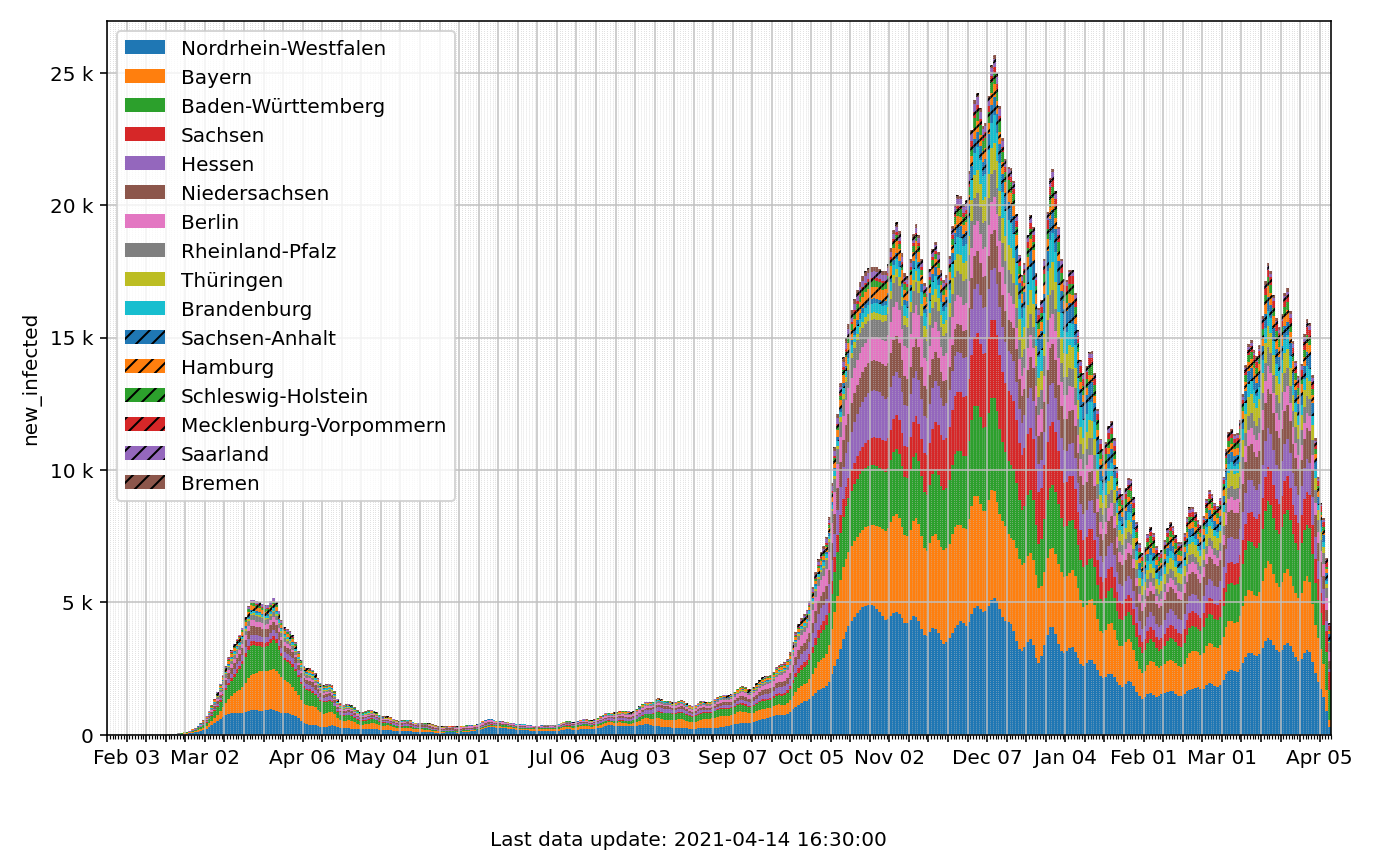 25 k
20 k
15 k
10 k
5 k
0
new_infected
Nordrhein-Westfalen
Bayern
Baden-Württemberg
Sachsen
Hessen
Niedersachsen
Berlin
Rheinland-Pfalz
Thüringen
Brandenburg
Sachsen-Anhalt
Hamburg
Schleswig-Holstein
Mecklenburg-Vorpommern
Saarland
Bremen
Feb 03 Mar 02 Apr 06 May 04 Jun 01 Jul 06 Aug 03 Sep 07 Oct 05 Nov 02 Dec 07 Jan 04 Feb 01 Mar 01 Apr 05
Last data update: 2021-04-14 16:30:00